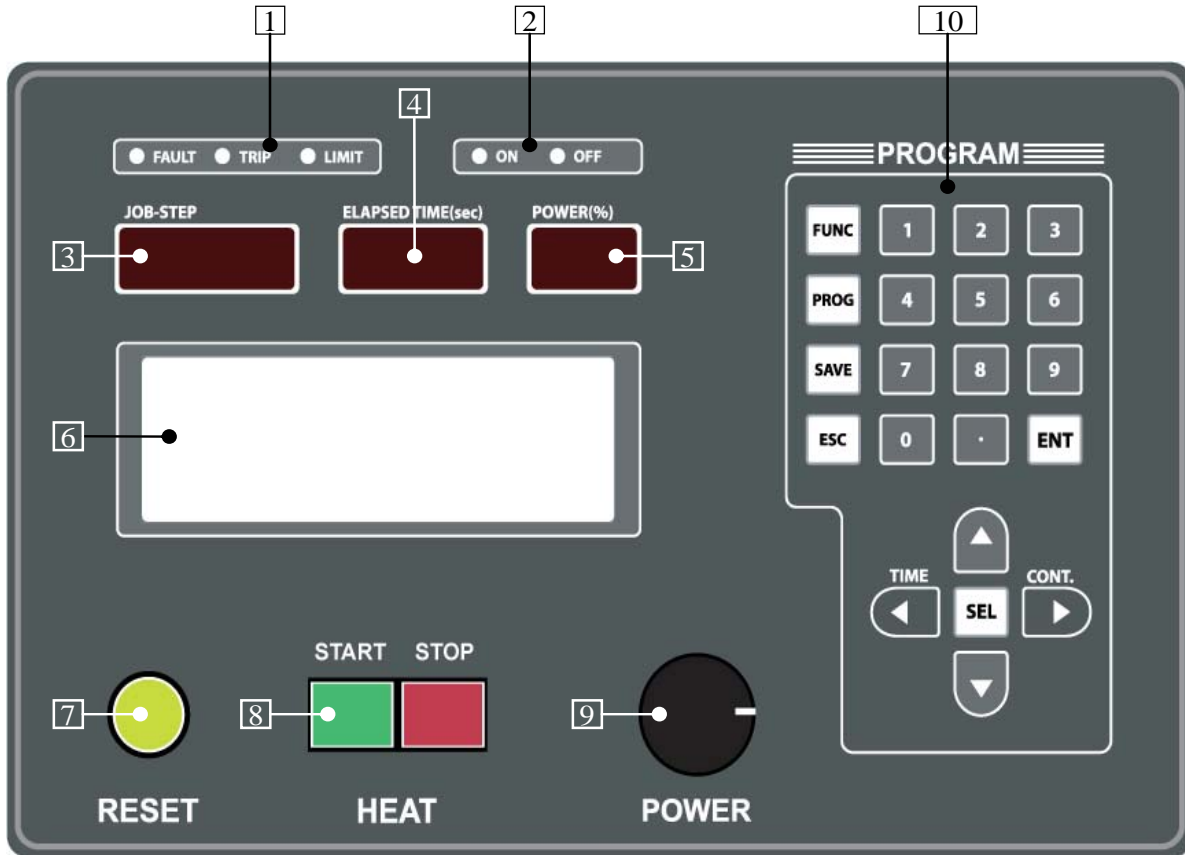 1 2 10
4
FAULT TRIP LIMIT ON OFF
PROGRAM
JOB-STEP ELAPSED TIME(sec) POWER(%)
3 5
FUNC 1 2 3
PROG 4 5 6
SAVE 7 8 9
6
ESC 0 . ENT
TIME CONT.
SEL
START STOP
7 8 9
RESET HEAT POWER